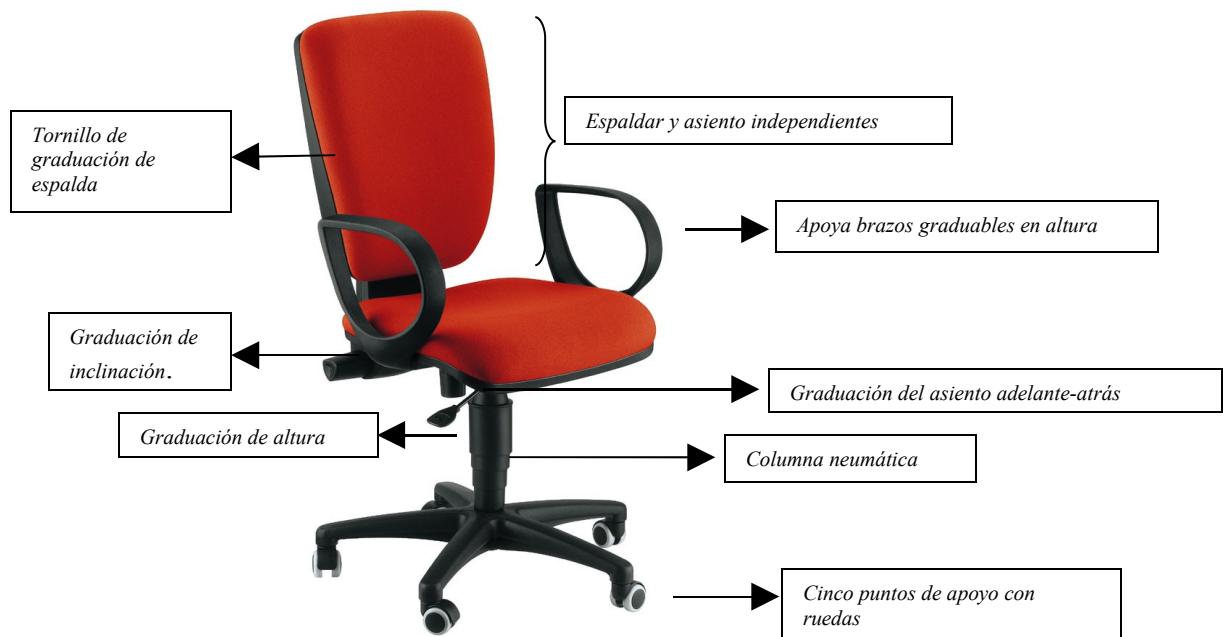 Espaldar y asiento independientes
Tornillo de
graduación de
espalda
Apoya brazos graduables en altura
Graduación de
inclinación.
Graduación del asiento adelante-atrás
Graduación de altura
Columna neumática
Cinco puntos de apoyo con
ruedas